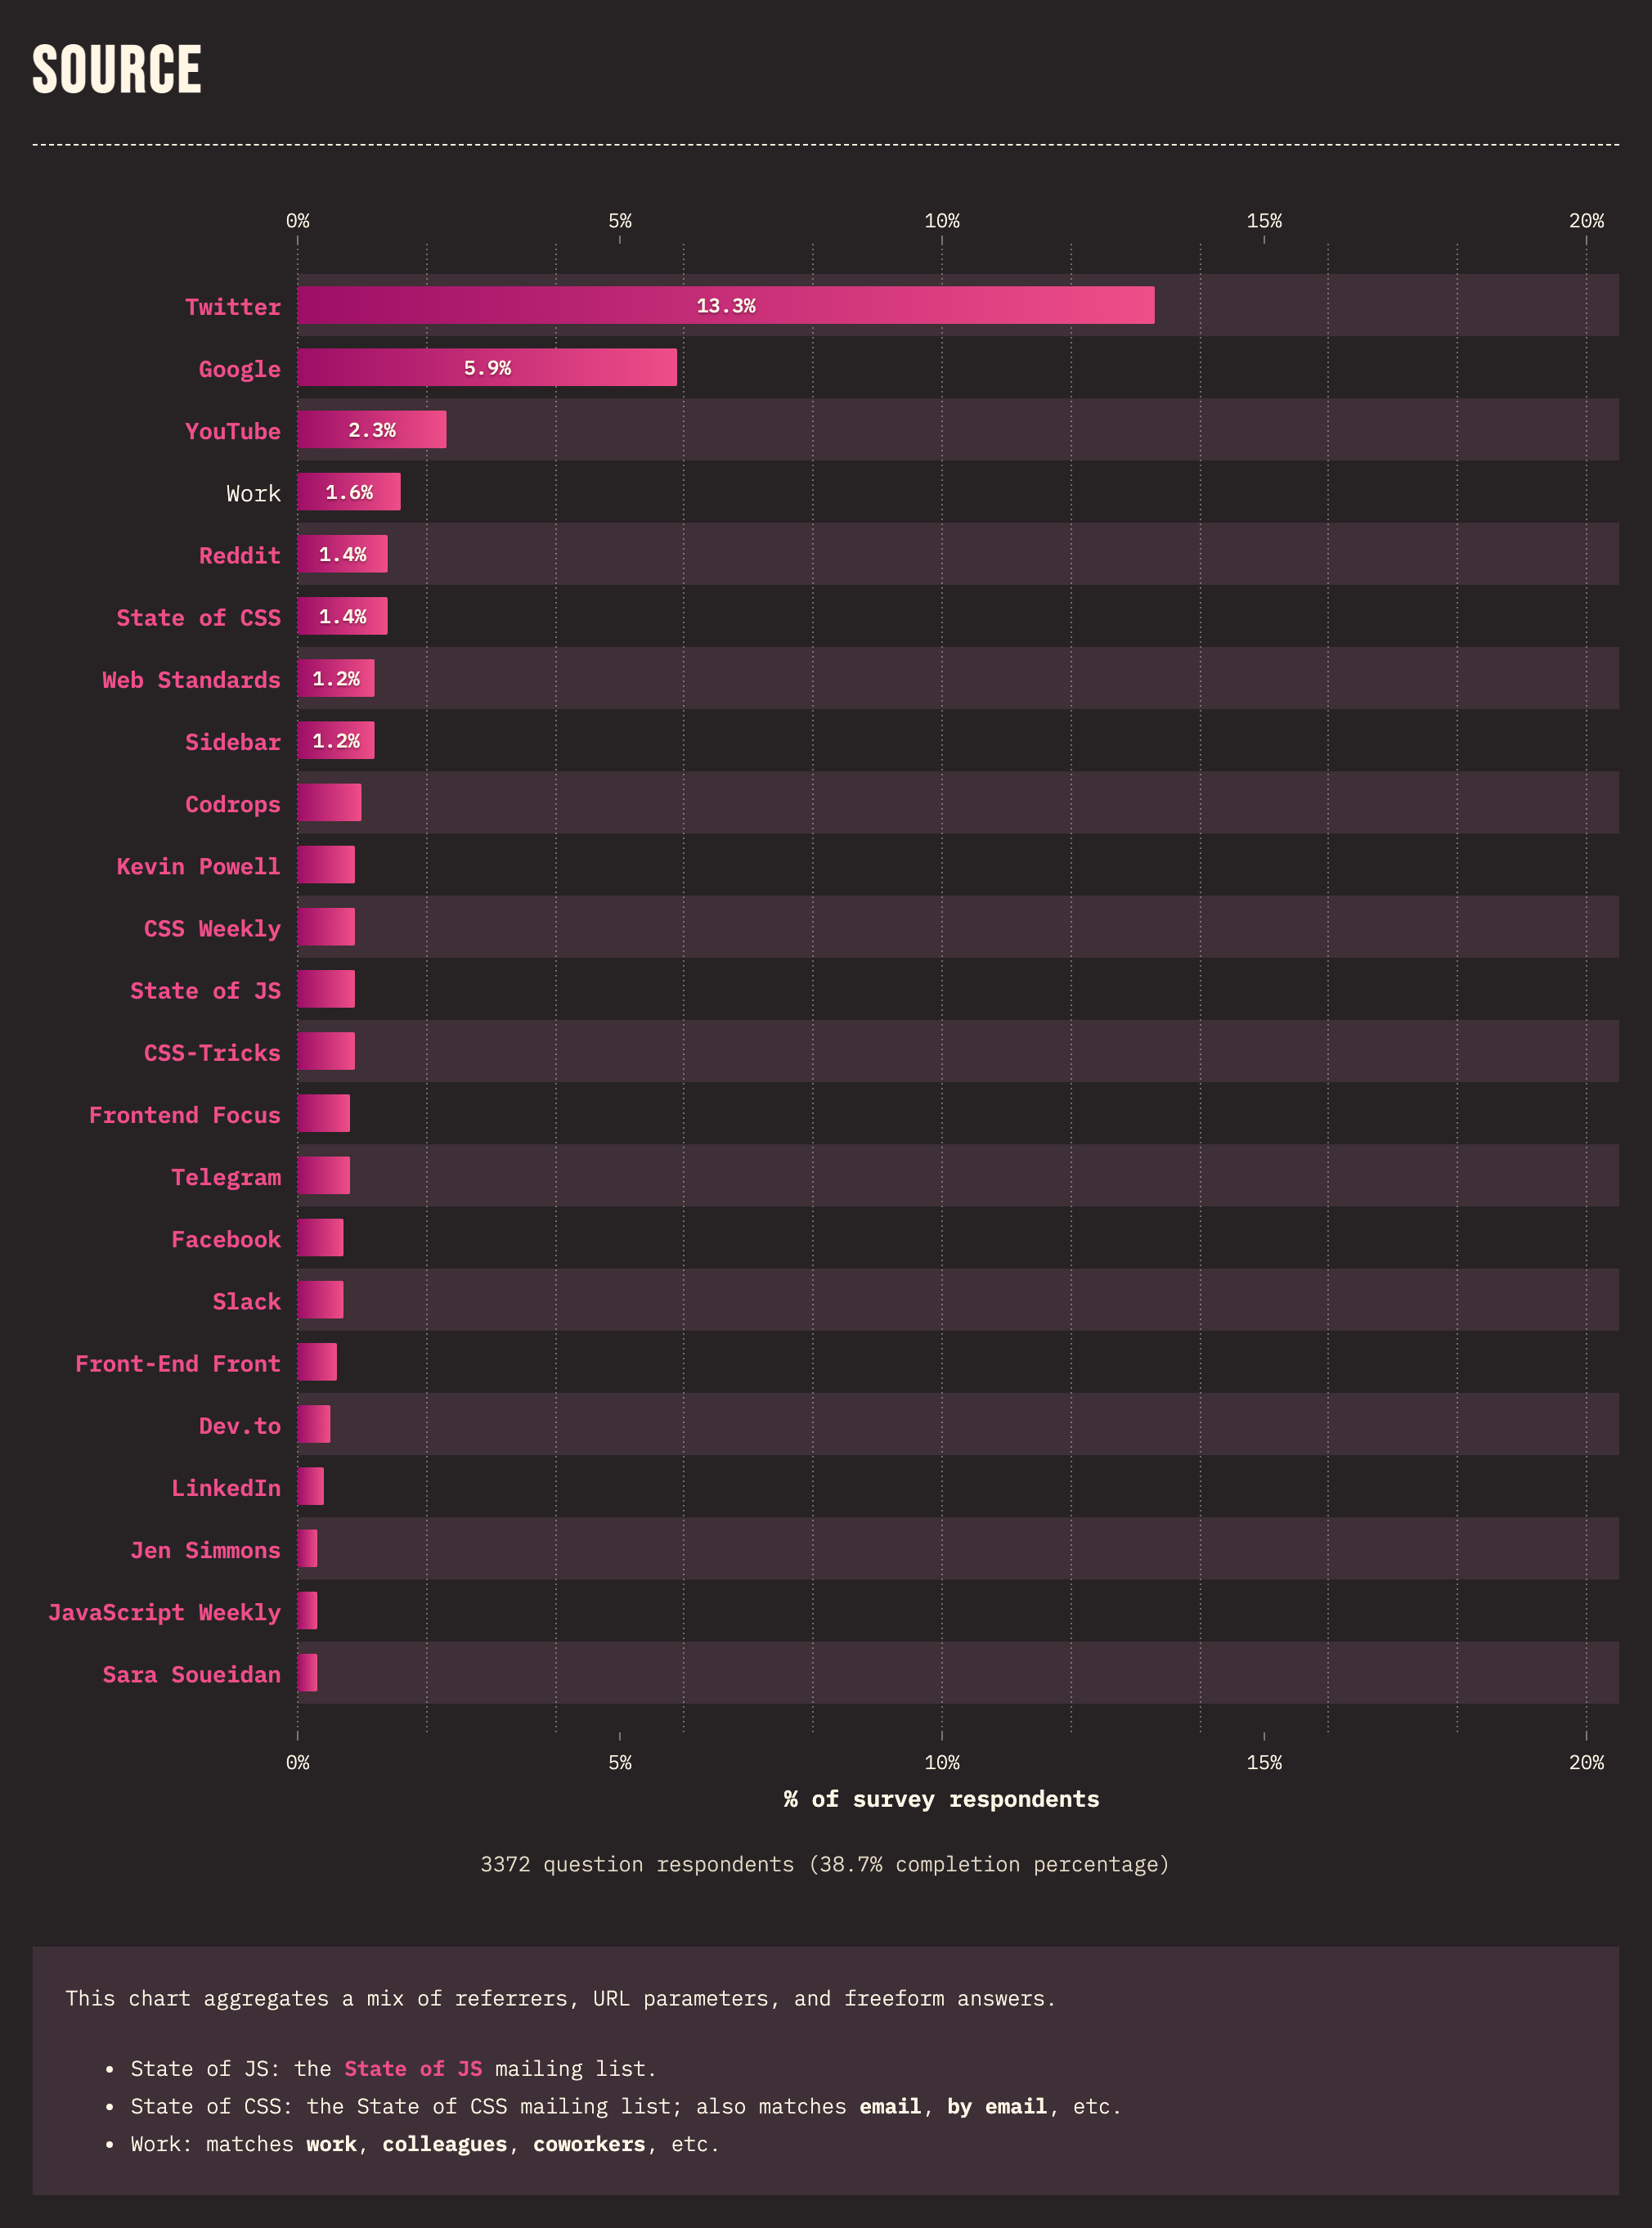 SOURCE
0% 5% 10% 15% 20%
Twitter 13.3%
Google 5.9%
YouTube 2.3%
Work 1.6%
Reddit 1.4%
State of CSS 1.4%
Web Standards 1.2%
Sidebar 1.2%
Codrops
Kevin Powell
CSS Weekly
State of JS
CSS-Tricks
Frontend Focus
Telegram
Facebook
Slack
Front-End Front
Dev.to
LinkedIn
Jen Simmons
JavaScript Weekly
Sara Soueidan
0% 5% 10% 15% 20%
% of survey respondents
3372 question respondents (38.7% completion percentage)
This chart aggregates a mix of referrers, URL parameters, and freeform answers.
• State of JS: the State of JS mailing list.
• State of CSS: the State of CSS mailing list; also matches email, by email, etc.
• Work: matches work, colleagues, coworkers, etc.